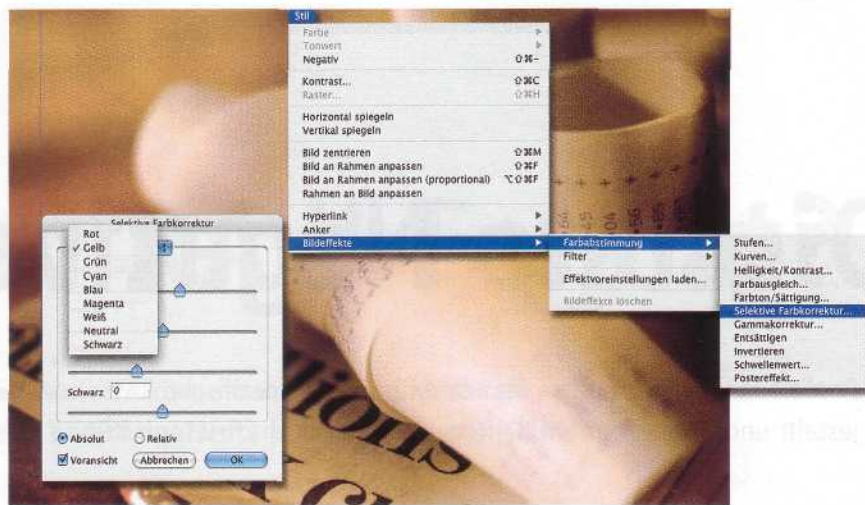 Stil
Farbe
Tonwert
Negativ ⇧⌘-
Kontrast... ⇧⌘C
Raster... ⇧⌘H
Horizontal spiegeln
Vertikal spiegeln
Bild zentrieren ⇧⌘M
Bild an Rahmen anpassen ⇧⌘F
Bild an Rahmen anpassen (proportional) ⌥⇧⌘F
Rahmen an Bild anpassen
Hyperlink
Anker
Bildeffekte
Farbabstimmung
Filter
Effektvoreinstellungen laden...
Bildeffekte löschen
Stufen...
Kurven...
Helligkeit/Kontrast...
Farbausgleich...
Farbton/Sättigung...
Selektive Farbkorrektur...
Gammakorrektur...
Entsättigen
Invertieren
Schwellenwert...
Postereffekt...
Selektive Farbkorrektur
Rot
✓ Gelb
Grün
Cyan
Blau
Magenta
Weiß
Neutral
Schwarz
Schwarz 0
Absolut Relativ
Voransicht Abbrechen OK